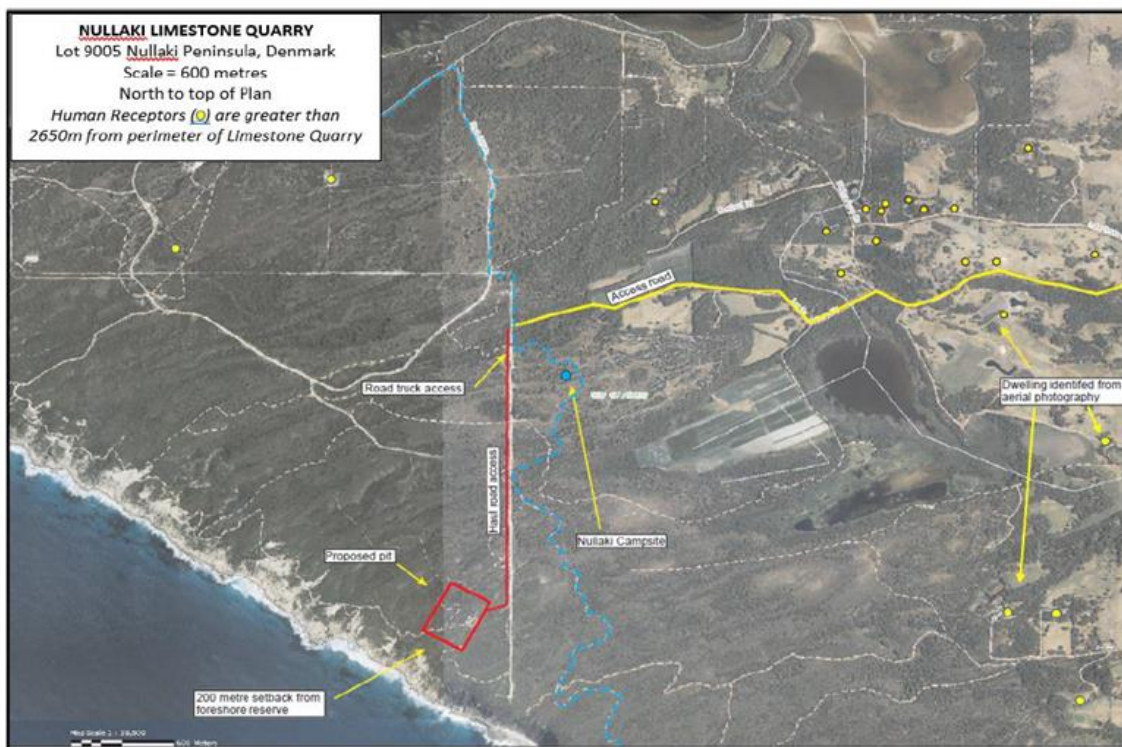 NULLAKI LIMESTONE QUARRY
Lot 9005 Nullaki Peninsula, Denmark
Scale = 600 metres
North to top of Plan
Human Receptors (O) are greater than
2650m from perimeter of Limestone Quarry
Access road
Road truck access
Dwelling identifed from
aerial photography
Haul road access
Nullaki Campsite
Proposed pit
200 metre setback from
foreshore reserve
600 Meters